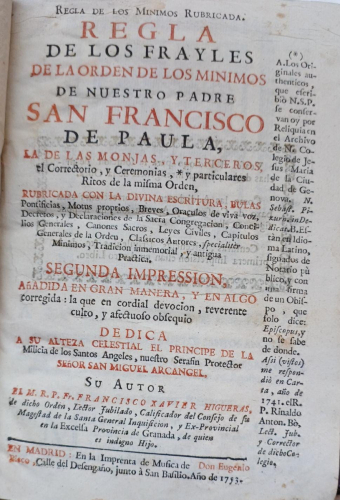 REGLA DE LOS MINIMOS RUBRICADA.
REGLA
DE LOS FRAYLES
DE LA ORDEN DE LOS MINIMOS
DE NUESTRO PADRE
SAN FRANCISCO
DE PAULA,
LA DE LAS MONJAS, Y TERCEROS,
el Correctorio, y Ceremonias, * y particulares
Ritos de la misma Orden,
RUBRICADA CON LA DIVINA ESCRITURA, BULAS
Pontificias, Motus proprios, Breves, Oraculos de viva voz,
Decretos, y Declaraciones de la Sacra Congregacion, Conci-
lios Generales, Canones Sacros, Leyes Civiles, Capitulos
Generales de la Orden, Classicos Autores, specialiter
Minimos, Tradicion inmemorial, y antigua
Practica.
SEGUNDA IMPRESSION,
AÑADIDA EN GRAN MANERA, Y EN ALGO
corregida: la que en cordial devocion, reverente
culto, y afectuoso obsequio
DEDICA
A SU ALTEZA CELESTIAL EL PRINCIPE DE LA
Milicia de los Santos Angeles, nuestro Serafin Protector
SEÑOR SAN MIGUEL ARCANGEL,
SU AUTOR
EL M. R. P. Fr. FRANCISCO XAVIER HIGUERAS,
de dicho Orden, Lector Jubilado, Calificador del Consejo de su
Magestad de la Santa General Inquisicion, y Ex-Provincial
en la Excelsa Provincia de Granada, de quien
es indigno Hijo.
EN MADRID: En la Imprenta de Musica de Don Eugenio
Bieco, Calle del Desengaño, junto à San Basilio. Año de 1753.
(*)
A. Los Ori-
ginales au-
thenticos
que escri-
biò N.S.P.
se conser-
van oy por
Reliquia en
el Archivo
de N. Co-
legio de Je-
sus, Maria
de la Ciu-
dad de Ge-
nova, N.
B. Estàn
en Idio-
ma Latino,
signados de
Notario pu-
blico, y con
una firma
de un Obis-
po, que
solo dice:
Episcopus, y
no se sabe
de donde.
Assi (vistos)
me respon-
diò en Car-
ta, año de
1741. el R.
P. Rinaldo
Anton. Bò,
Lect. Jub.
y Corrector
de dicho Co-
legio,